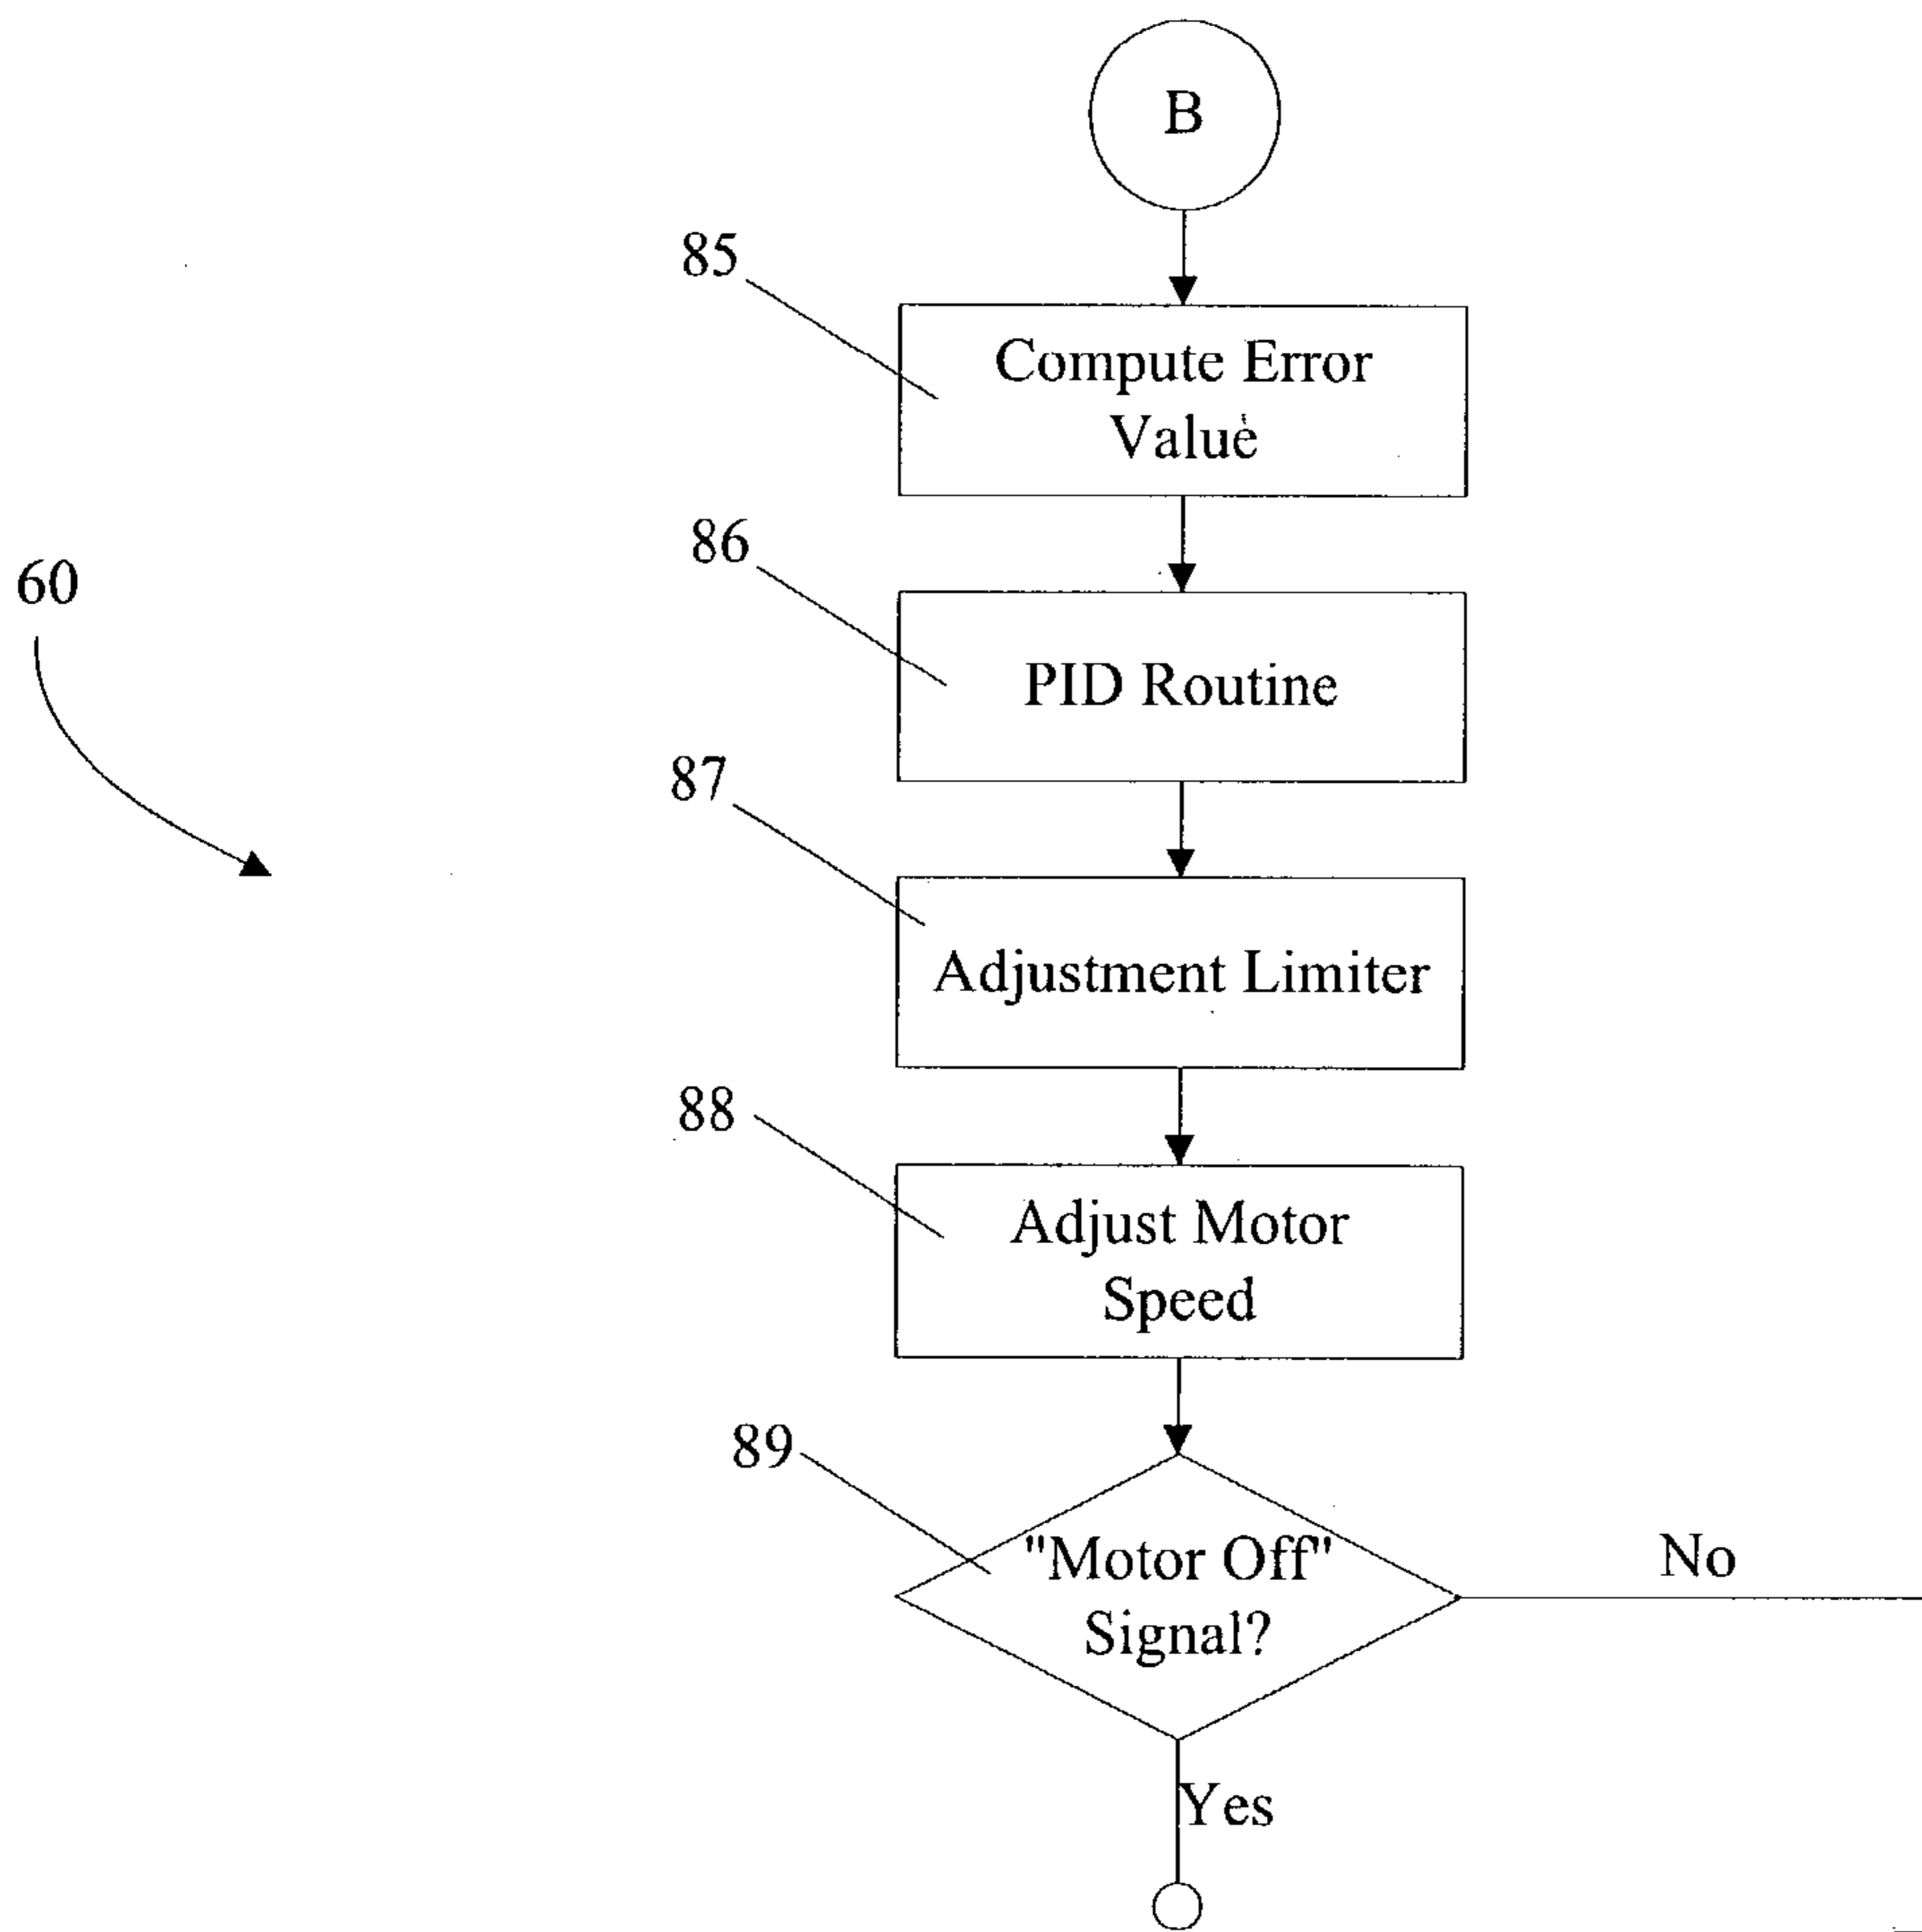 B
85
Compute Error
Value
86
60
PID Routine
87
Adjustment Limiter
88
Adjust Motor
Speed
89
"Motor Off"
Signal?
No
Yes